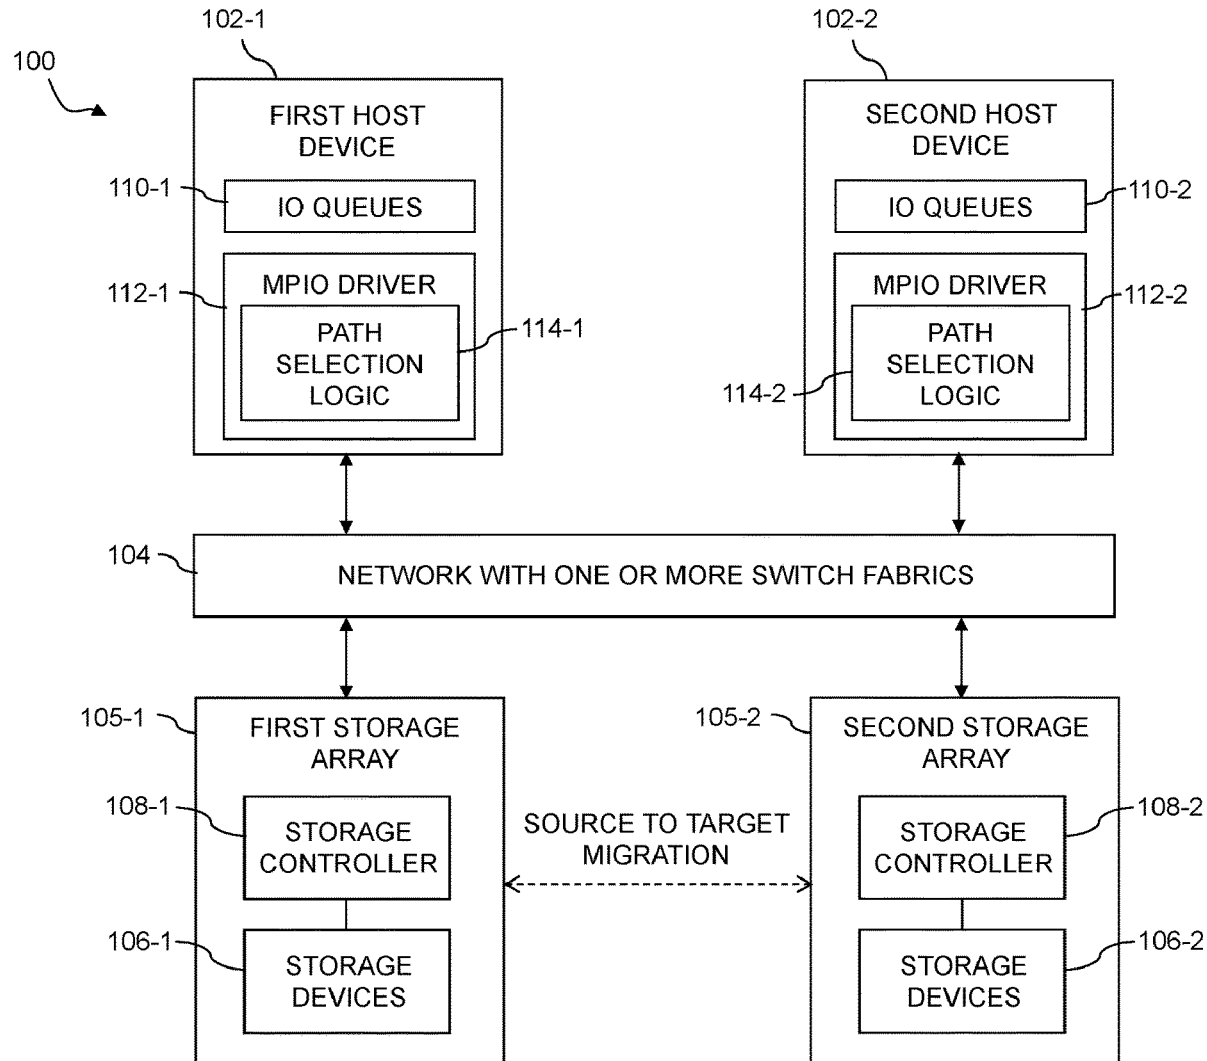 102-1
102-2
100
FIRST HOST
DEVICE
SECOND HOST
DEVICE
110-1
IO QUEUES
IO QUEUES
110-2
112-1
MPIO DRIVER
MPIO DRIVER
112-2
PATH
SELECTION
LOGIC
114-1
PATH
SELECTION
LOGIC
114-2
104
NETWORK WITH ONE OR MORE SWITCH FABRICS
105-1
FIRST STORAGE
ARRAY
105-2
SECOND STORAGE
ARRAY
108-1
STORAGE
CONTROLLER
SOURCE TO TARGET
MIGRATION
STORAGE
CONTROLLER
108-2
106-1
STORAGE
DEVICES
STORAGE
DEVICES
106-2